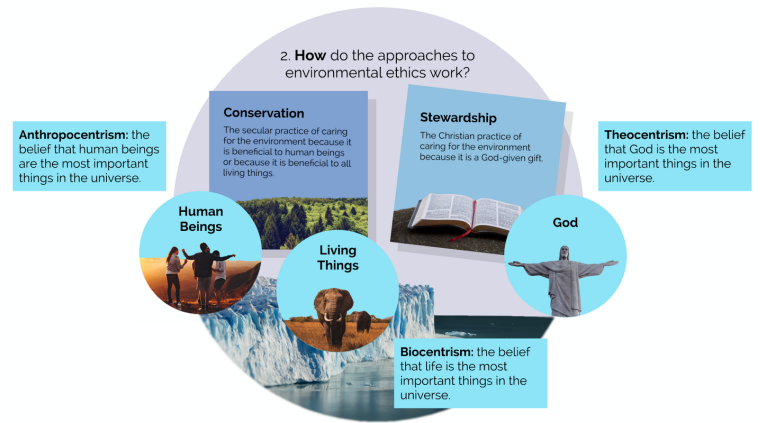 2. How do the approaches to
environmental ethics work?
Conservation
The secular practice of caring
for the environment because it
is beneficial to human beings
or because it is beneficial to all
living things.
Stewardship
The Christian practice of
caring for the environment
because it is a God-given gift.
Anthropocentrism: the
belief that human beings
are the most important
things in the universe.
Theocentrism: the belief
that God is the most
important things in the
universe.
Human
Beings
Living
Things
God
Biocentrism: the belief
that life is the most
important things in the
universe.